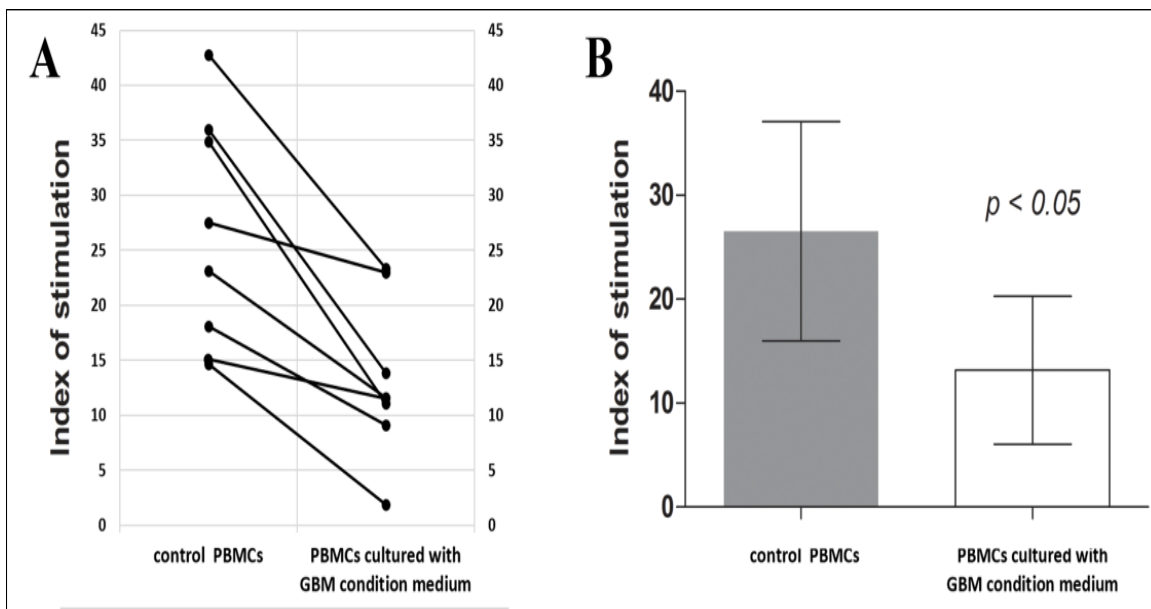 A
Index of stimulation
45 45
40 40
35 35
30 30
25 25
20 20
15 15
10 10
5 5
0 0
control PBMCs
PBMCs cultured with
GBM condition medium
B
Index of stimulation
40
30
20
10
0
p < 0.05
control PBMCs
PBMCs cultured with
GBM condition medium